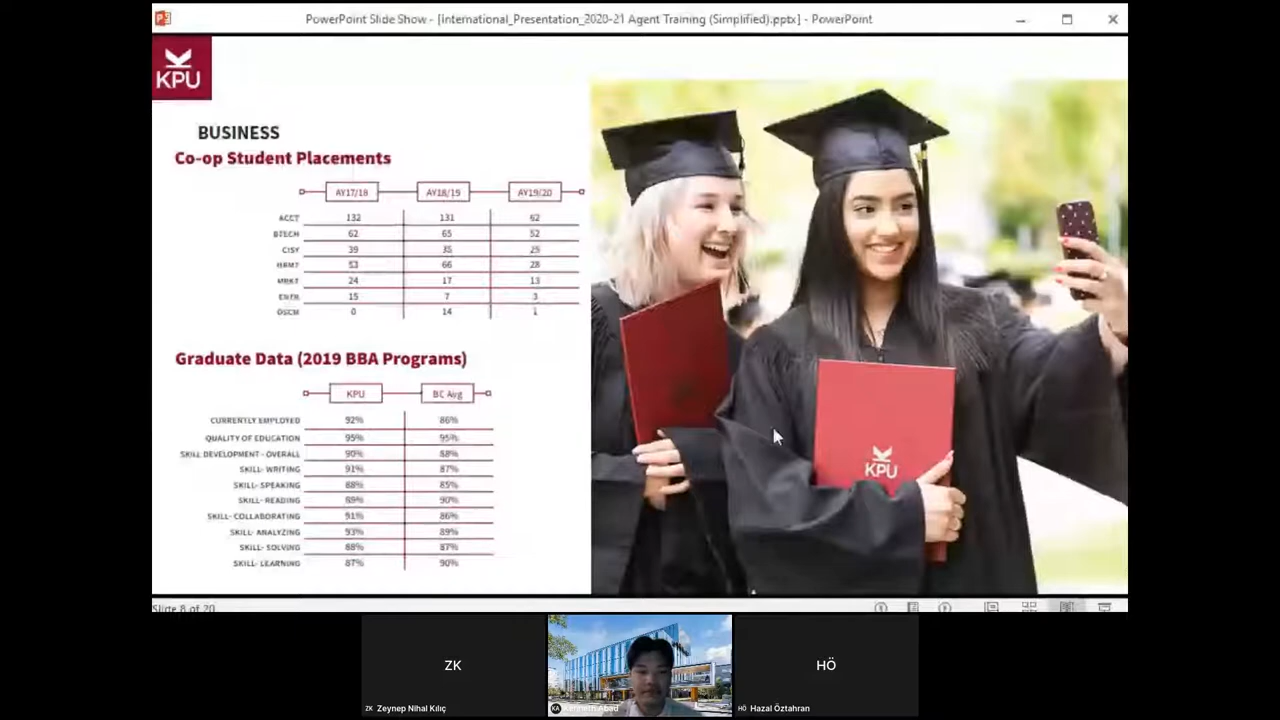 PowerPoint Slide Show - [International_Presentation_2020-21 Agent Training (Simplified).pptx] - PowerPoint
KPU
BUSINESS
Co-op Student Placements
AY17/18 AY18/19 AY19/20
ACCT 132 131 62
BTECH 62 65 52
CISY 39 35 25
HRMT 53 66 28
MRKT 24 17 13
ENTR 15 7 3
OSCM 0 14 1
Graduate Data (2019 BBA Programs)
KPU BC Avg
CURRENTLY EMPLOYED 92% 86%
QUALITY OF EDUCATION 95% 95%
SKILL DEVELOPMENT - OVERALL 90% 88%
SKILL- WRITING 91% 87%
SKILL- SPEAKING 88% 85%
SKILL- READING 89% 90%
SKILL- COLLABORATING 91% 86%
SKILL- ANALYZING 93% 89%
SKILL- SOLVING 88% 87%
SKILL- LEARNING 87% 90%
KPU
Slide 8 of 20
ZK
HÖ
ZK Zeynep Nihal Kılıç
KA Kenneth Abad
HÖ Hazal Öztahran